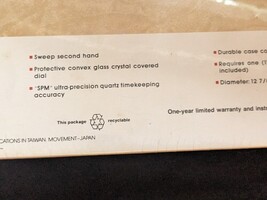 Sweep second hand
Protective convex glass crystal covered
dial
"SPM" ultra-precision quartz timekeeping
accuracy
Durable case co
Requires one (1
included)
Diameter: 12 7/
One-year limited warranty and inst
This package recyclable
CATIONS IN TAIWAN MOVEMENT–JAPAN